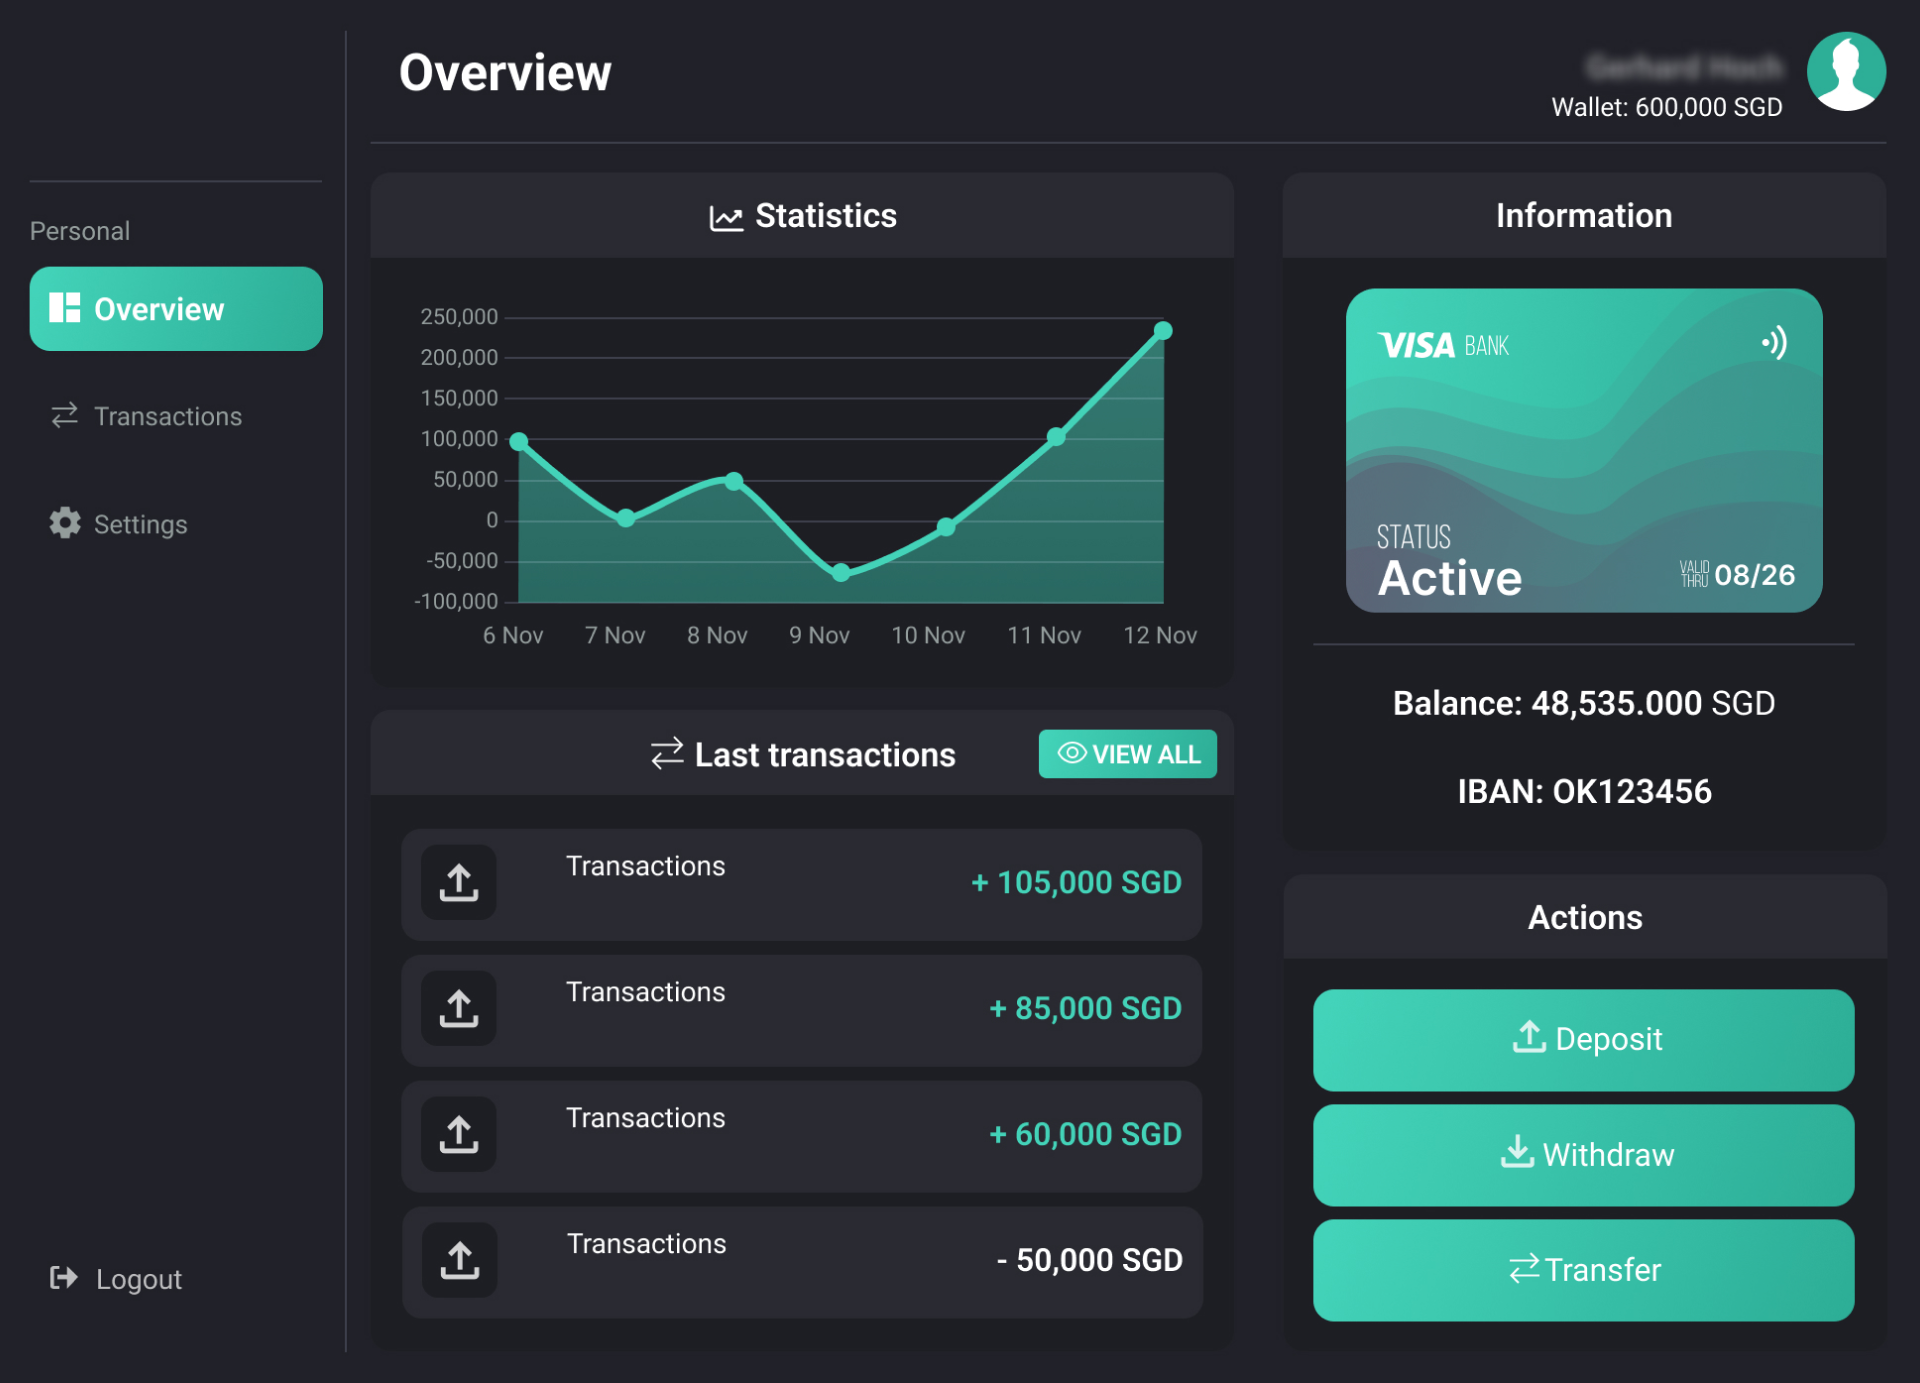 Overview
Wallet: 600,000 SGD
Personal
Overview
Transactions
Settings
Logout
Statistics
250,000
200,000
150,000
100,000
50,000
0
-50,000
-100,000
6 Nov 7 Nov 8 Nov 9 Nov 10 Nov 11 Nov 12 Nov
Last transactions
VIEW ALL
Transactions
+ 105,000 SGD
Transactions
+ 85,000 SGD
Transactions
+ 60,000 SGD
Transactions
- 50,000 SGD
Information
VISA BANK
STATUS
Active
VALID
THRU 08/26
Balance: 48,535.000 SGD
IBAN: OK123456
Actions
Deposit
Withdraw
Transfer